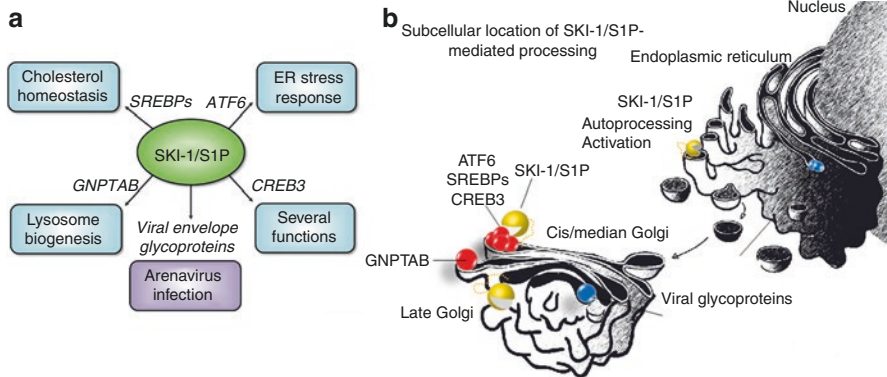 a
Cholesterol
homeostasis
SREBPs
ATF6
ER stress
response
SKI-1/S1P
GNPTAB
CREB3
Lysosome
biogenesis
Viral envelope
glycoproteins
Several
functions
Arenavirus
infection
b
Subcellular location of SKI-1/S1P-
mediated processing
Nucleus
Endoplasmic reticulum
SKI-1/S1P
Autoprocessing
Activation
ATF6
SREBPs
CREB3
SKI-1/S1P
Cis/median Golgi
GNPTAB
Late Golgi
Viral glycoproteins